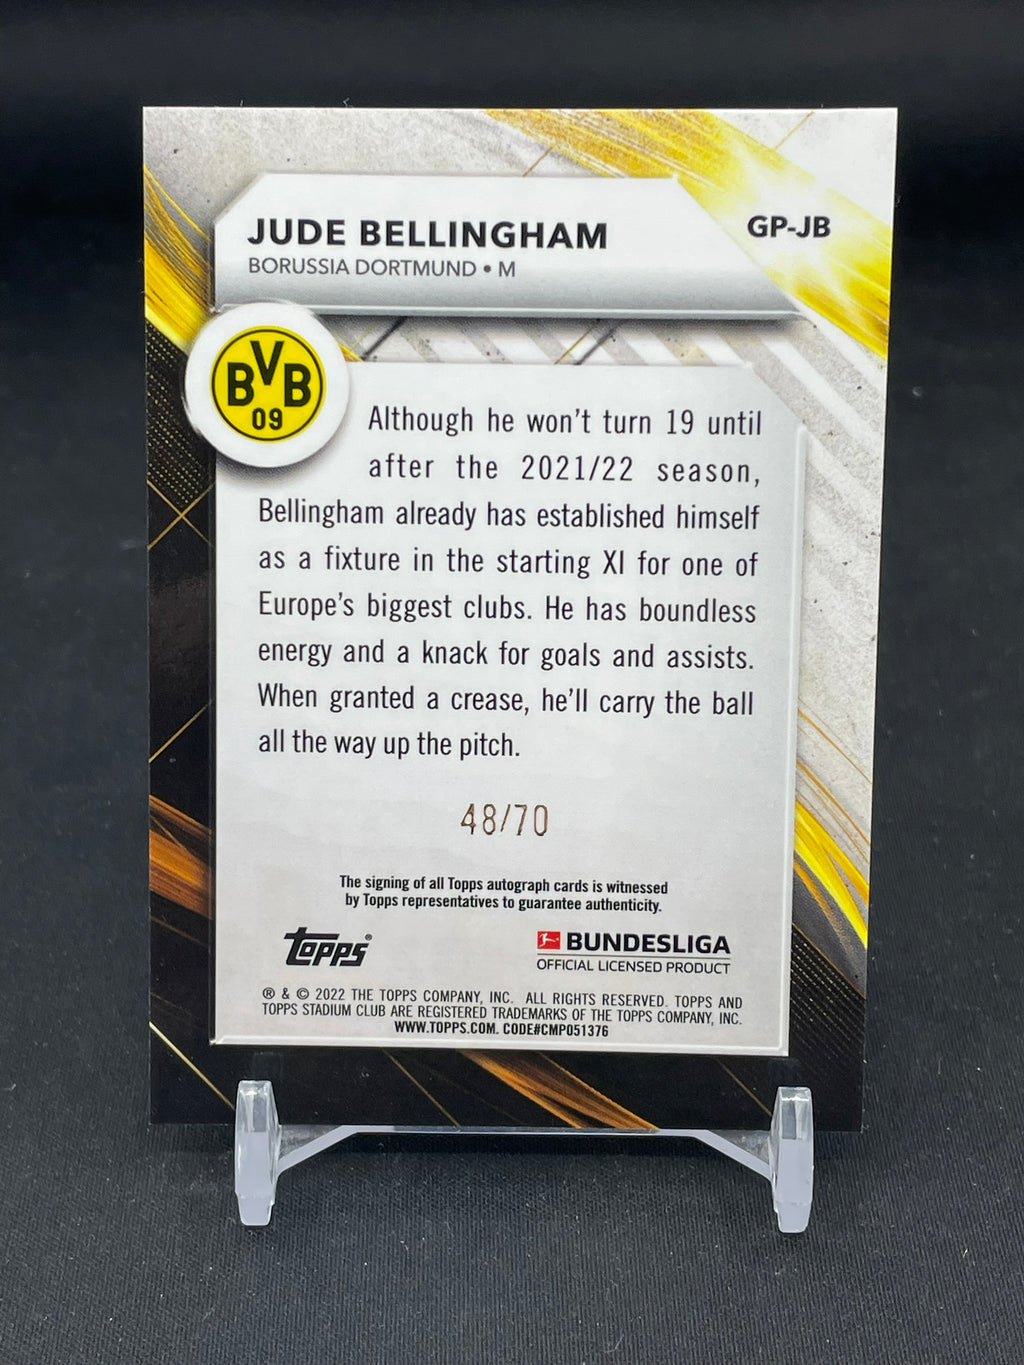 JUDE BELLINGHAM
BORUSSIA DORTMUND • M
GP-JB
BVB
09
Although he won't turn 19 until
after the 2021/22 season,
Bellingham already has established himself
as a fixture in the starting XI for one of
Europe's biggest clubs. He has boundless
energy and a knack for goals and assists.
When granted a crease, he'll carry the ball
all the way up the pitch.
48/70
The signing of all Topps autograph cards is witnessed
by Topps representatives to guarantee authenticity.
Topps®
BUNDESLIGA
OFFICIAL LICENSED PRODUCT
® & © 2022 THE TOPPS COMPANY, INC. ALL RIGHTS RESERVED. TOPPS AND
TOPPS STADIUM CLUB ARE REGISTERED TRADEMARKS OF THE TOPPS COMPANY, INC.
WWW.TOPPS.COM. CODE#CMP051376